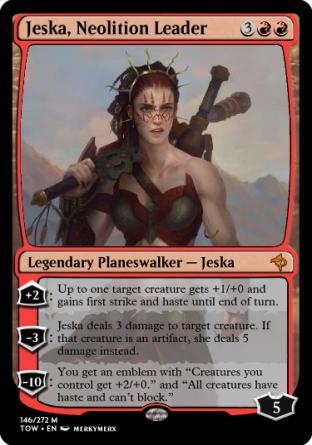 Jeska, Neolition Leader 3
Legendary Planeswalker — Jeska
+2: Up to one target creature gets +1/+0 and
gains first strike and haste until end of turn.
-3: Jeska deals 3 damage to target creature. If
that creature is an artifact, she deals 5
damage instead.
-10: You get an emblem with “Creatures you
control get +2/+0.” and “All creatures have
haste and can’t block.”
5
146/272 M
TOW • EN MERKYMERX